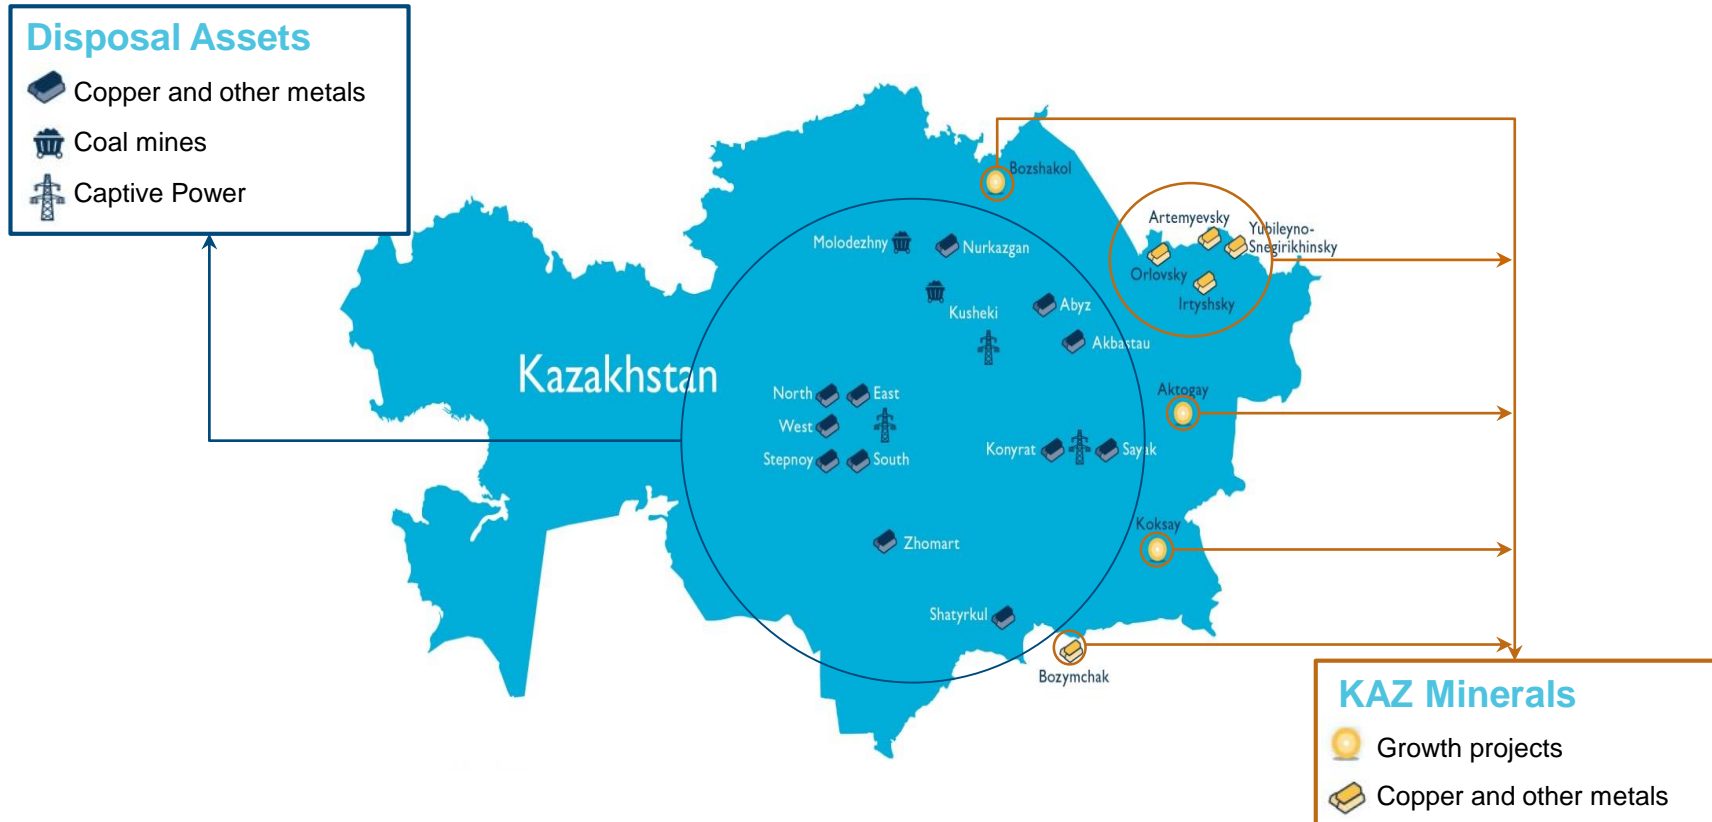 Disposal Assets
Copper and other metals
Coal mines
Captive Power
Bozshakol
Artemyevsky
Yubileyno-
Snegirikhinsky
Orlovsky
Irtyshsky
Molodezhny
Nurkazgan
Kusheki
Abyz
Akbastau
Kazakhstan
North
East
West
Stepnoy
South
Konyrat
Sayak
Aktogay
Koksay
Zhomart
Shatyrkul
Bozymchak
KAZ Minerals
Growth projects
Copper and other metals